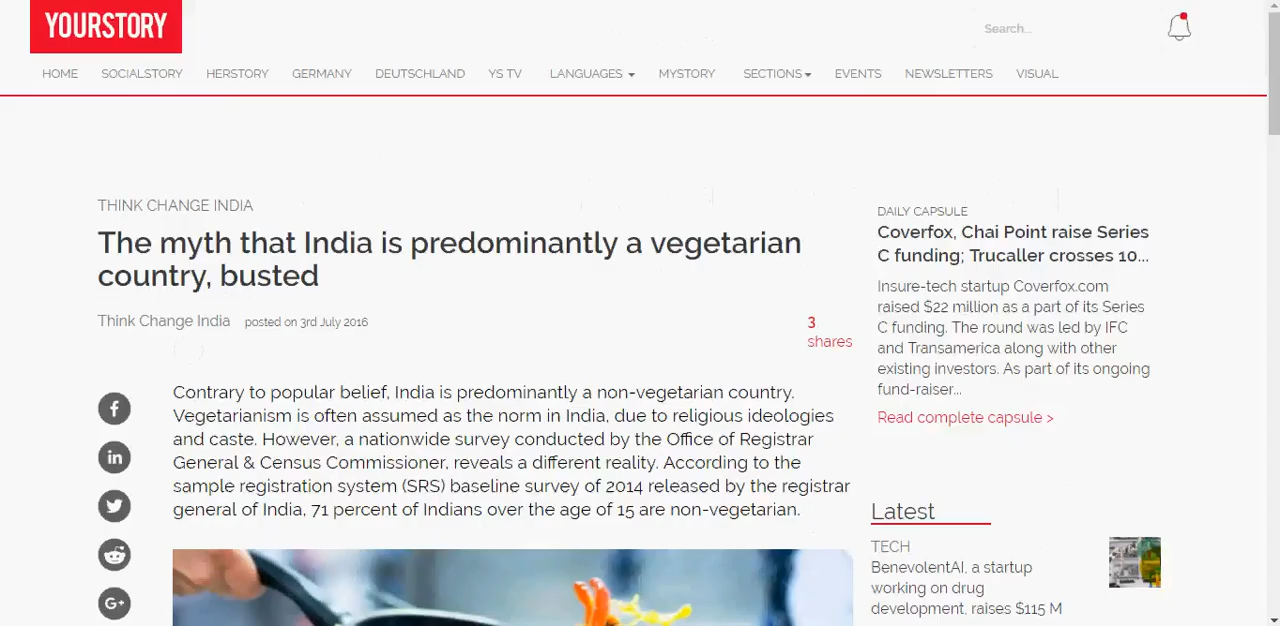 YOURSTORY
Search...
HOME SOCIALSTORY HERSTORY GERMANY DEUTSCHLAND YS TV LANGUAGES MYSTORY SECTIONS EVENTS NEWSLETTERS VISUAL
THINK CHANGE INDIA
The myth that India is predominantly a vegetarian
country, busted
Think Change India posted on 3rd July 2016
3
shares
Contrary to popular belief, India is predominantly a non-vegetarian country.
Vegetarianism is often assumed as the norm in India, due to religious ideologies
and caste. However, a nationwide survey conducted by the Office of Registrar
General & Census Commissioner, reveals a different reality. According to the
sample registration system (SRS) baseline survey of 2014 released by the registrar
general of India, 71 percent of Indians over the age of 15 are non-vegetarian.
f
in
G+
DAILY CAPSULE
Coverfox, Chai Point raise Series
C funding; Trucaller crosses 10...
Insure-tech startup Coverfox.com
raised $22 million as a part of its Series
C funding. The round was led by IFC
and Transamerica along with other
existing investors. As part of its ongoing
fund-raiser...
Read complete capsule >
Latest
TECH
BenevolentAI, a startup
working on drug
development, raises $115 M